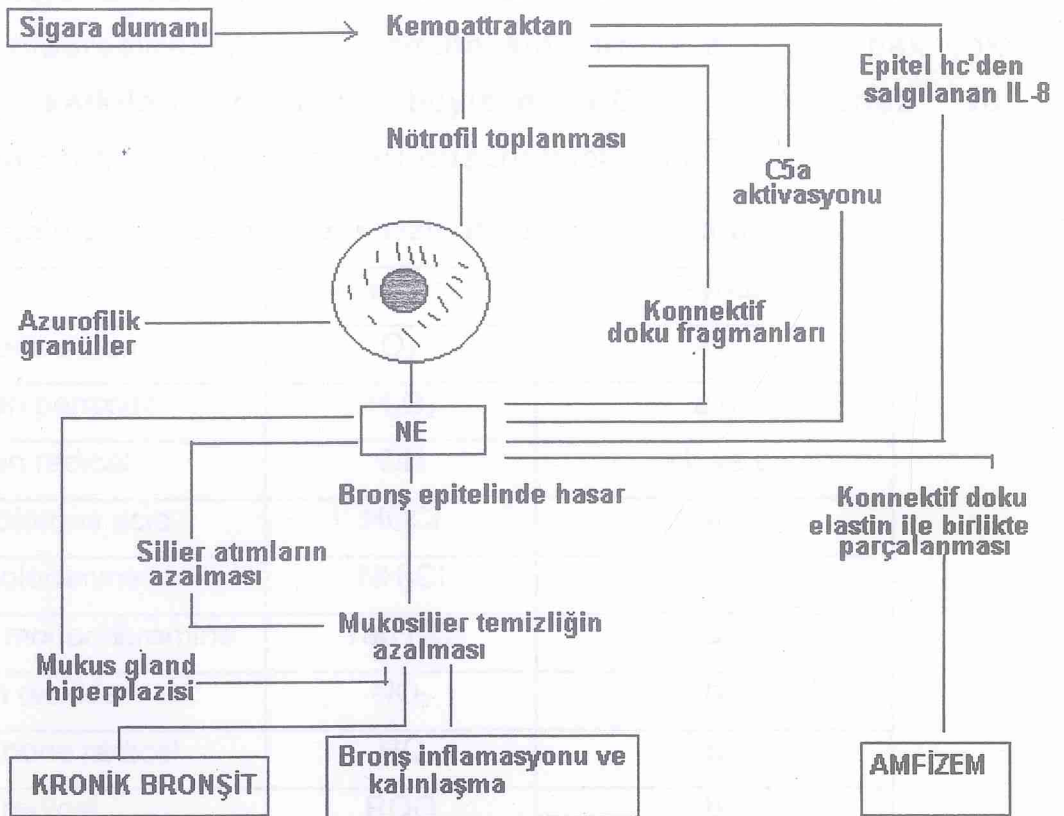 Sigara dumanı
Kemoattraktan
Epitel hc'den
salgılanan IL-8
Nötrofil toplanması
C5a
aktivasyonu
Azurofilik
granüller
Konnektif
doku fragmanları
NE
Bronş epitelinde hasar
Konnektif doku
elastin ile birlikte
parçalanması
Silier atımların
azalması
Mukosilier temizliğin
azalması
Mukus gland
hiperplazisi
KRONİK BRONŞİT
Bronş inflamasyonu ve
kalınlaşma
AMFİZEM